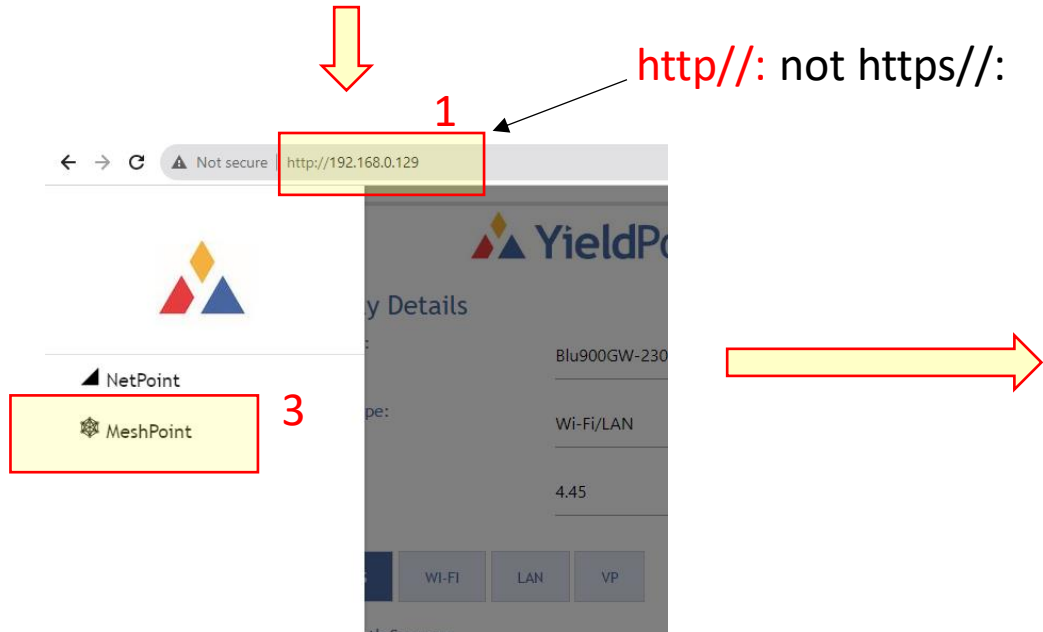 http//: not https//:
1
Not secure | http://192.168.0.129
YieldPo
y Details
:
Blu900GW-230
NetPoint
3
pe:
MeshPoint
Wi-Fi/LAN
4.45
WI-FI
LAN
VP